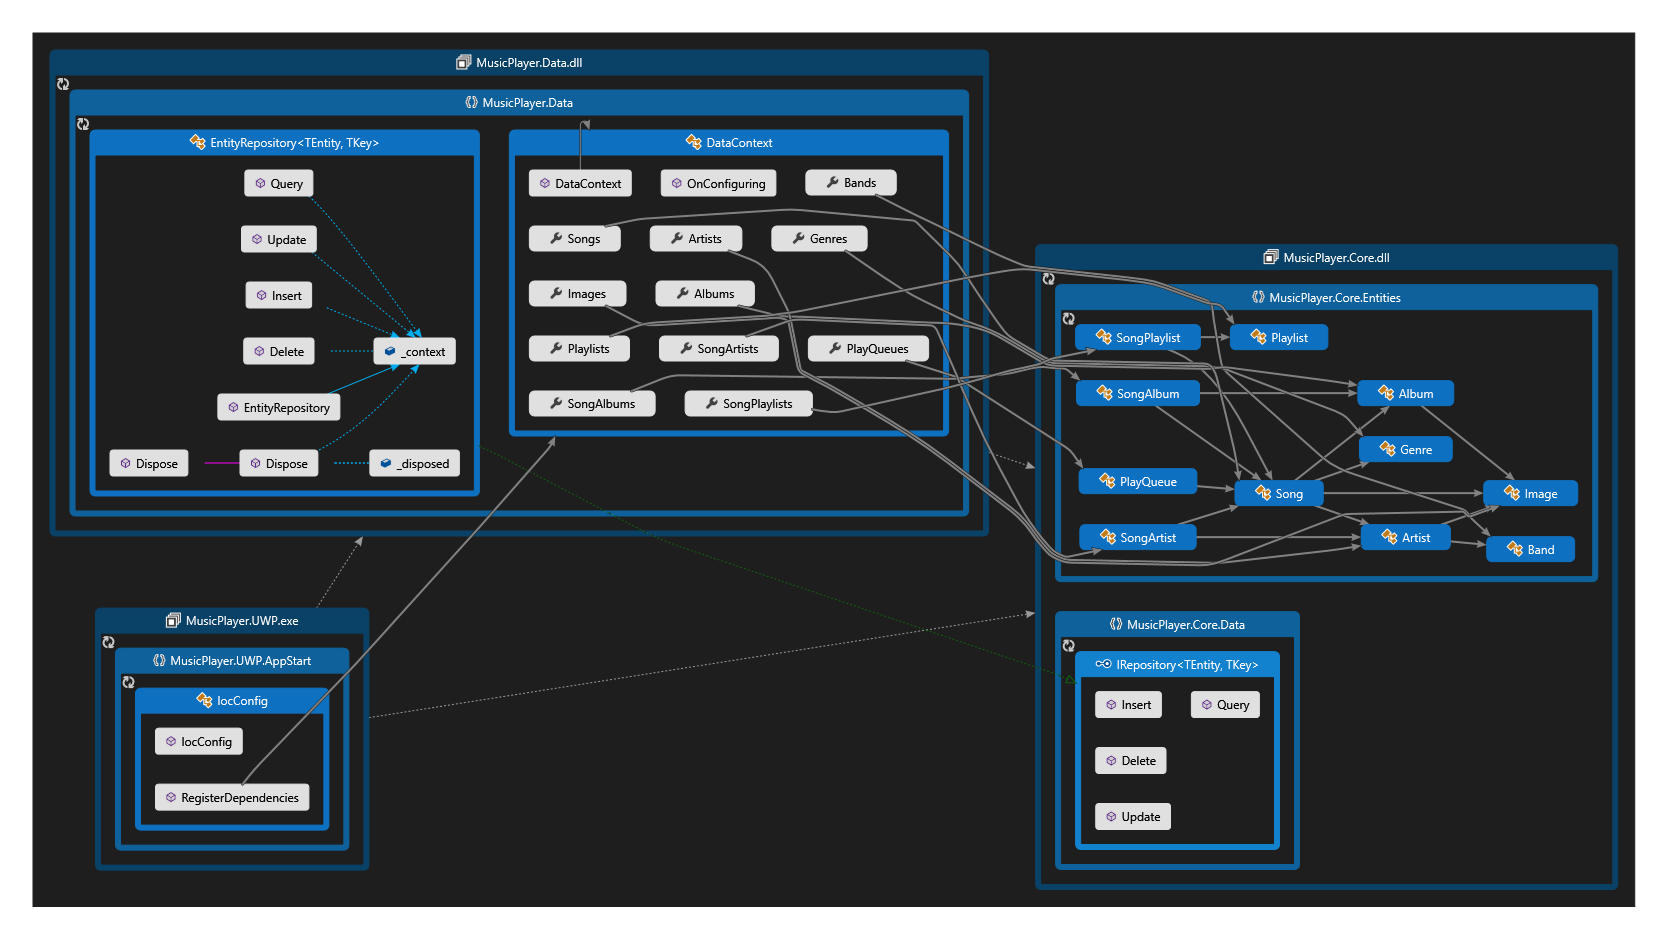 MusicPlayer.Data.dll
MusicPlayer.Data
EntityRepository<TEntity, TKey>
Query
Update
Insert
Delete
_context
EntityRepository
Dispose
Dispose
_disposed
DataContext
DataContext
OnConfiguring
Bands
Songs
Artists
Genres
Images
Albums
Playlists
SongArtists
PlayQueues
SongAlbums
SongPlaylists
MusicPlayer.Core.dll
MusicPlayer.Core.Entities
SongPlaylist
Playlist
SongAlbum
Album
Genre
PlayQueue
Song
Image
SongArtist
Artist
Band
MusicPlayer.UWP.exe
MusicPlayer.UWP.AppStart
IocConfig
IocConfig
RegisterDependencies
MusicPlayer.Core.Data
IRepository<TEntity, TKey>
Insert
Query
Delete
Update